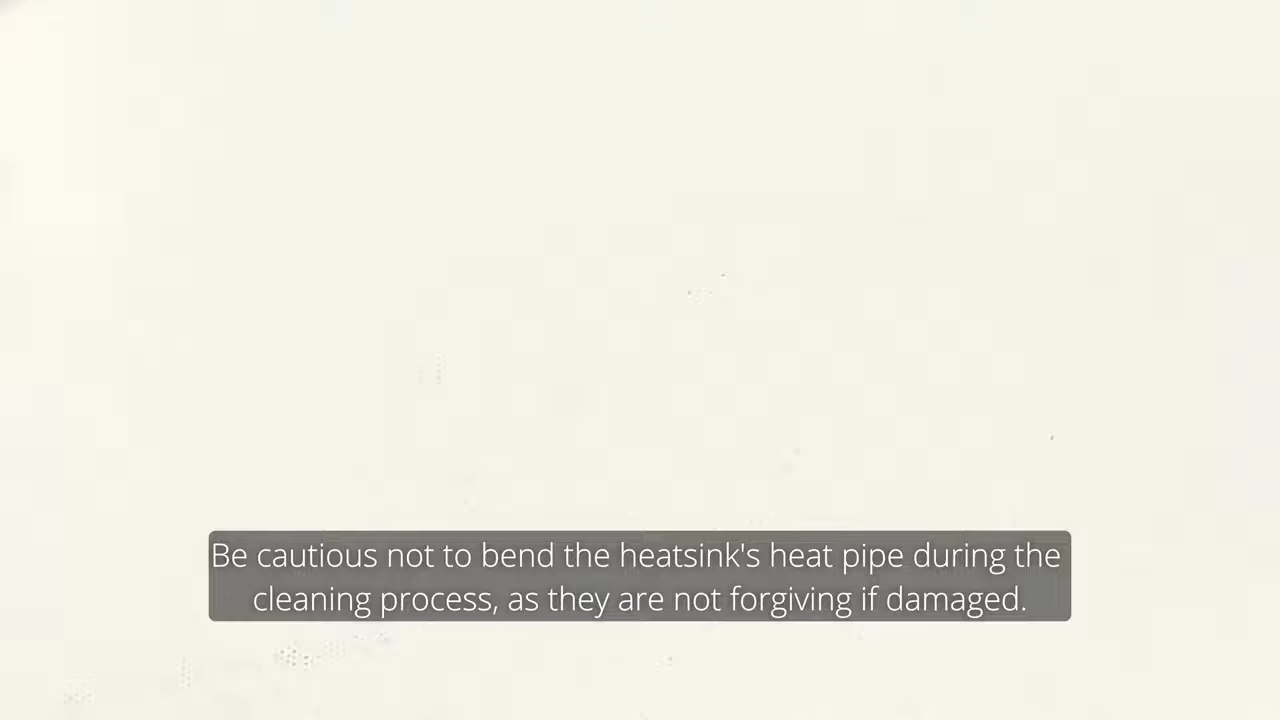 Be cautious not to bend the heatsink's heat pipe during the
cleaning process, as they are not forgiving if damaged.